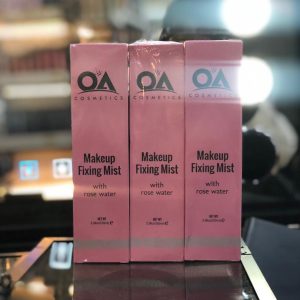 OA
COSMETICS
Makeup
Fixing Mist
with
rose water
OA
COSMETICS
Makeup
Fixing Mist
with
rose water
OA
COSMETICS
Makeup
Fixing Mist
with
rose water